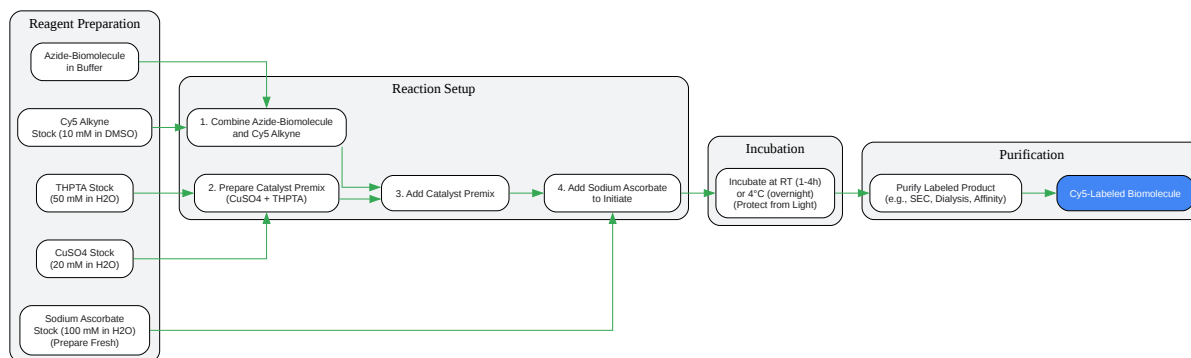 Reagent Preparation
Azide-Biomolecule
in Buffer
Cy5 Alkyne
Stock (10 mM in DMSO)
THPTA Stock
(50 mM in H2O)
CuSO4 Stock
(20 mM in H2O)
Sodium Ascorbate
Stock (100 mM in H2O)
(Prepare Fresh)
Reaction Setup
1. Combine Azide-Biomolecule
and Cy5 Alkyne
2. Prepare Catalyst Premix
(CuSO4 + THPTA)
3. Add Catalyst Premix
4. Add Sodium Ascorbate
to Initiate
Incubation
Incubate at RT (1-4h)
or 4°C (overnight)
(Protect from Light)
Purification
Purify Labeled Product
(e.g., SEC, Dialysis, Affinity)
Cy5-Labeled Biomolecule